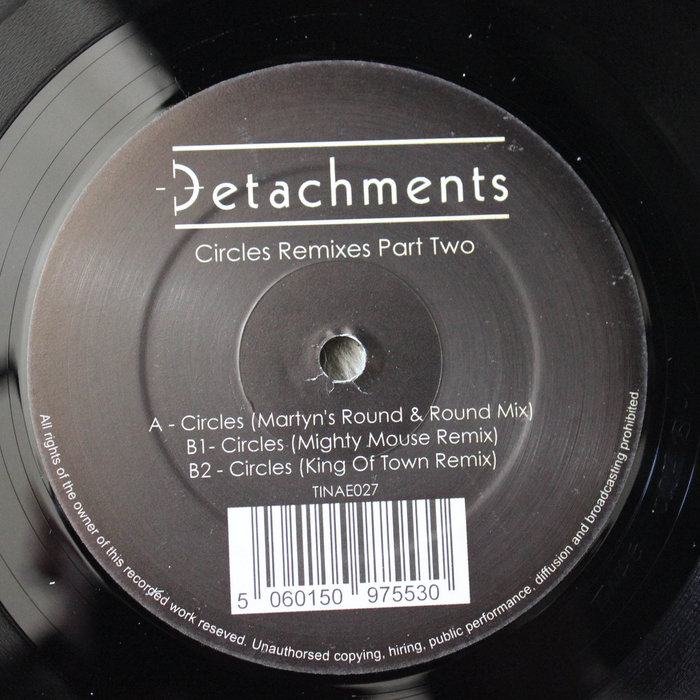 Detachments
Circles Remixes Part Two
A - Circles (Martyn's Round & Round Mix)
B1- Circles (Mighty Mouse Remix)
B2 - Circles (King Of Town Remix)
TINAE027
5 060150 975530
All rights of the owner of this recorded work reseved. Unauthorsed copying, hiring, public performance, diffusion and broadcasting prohibited.